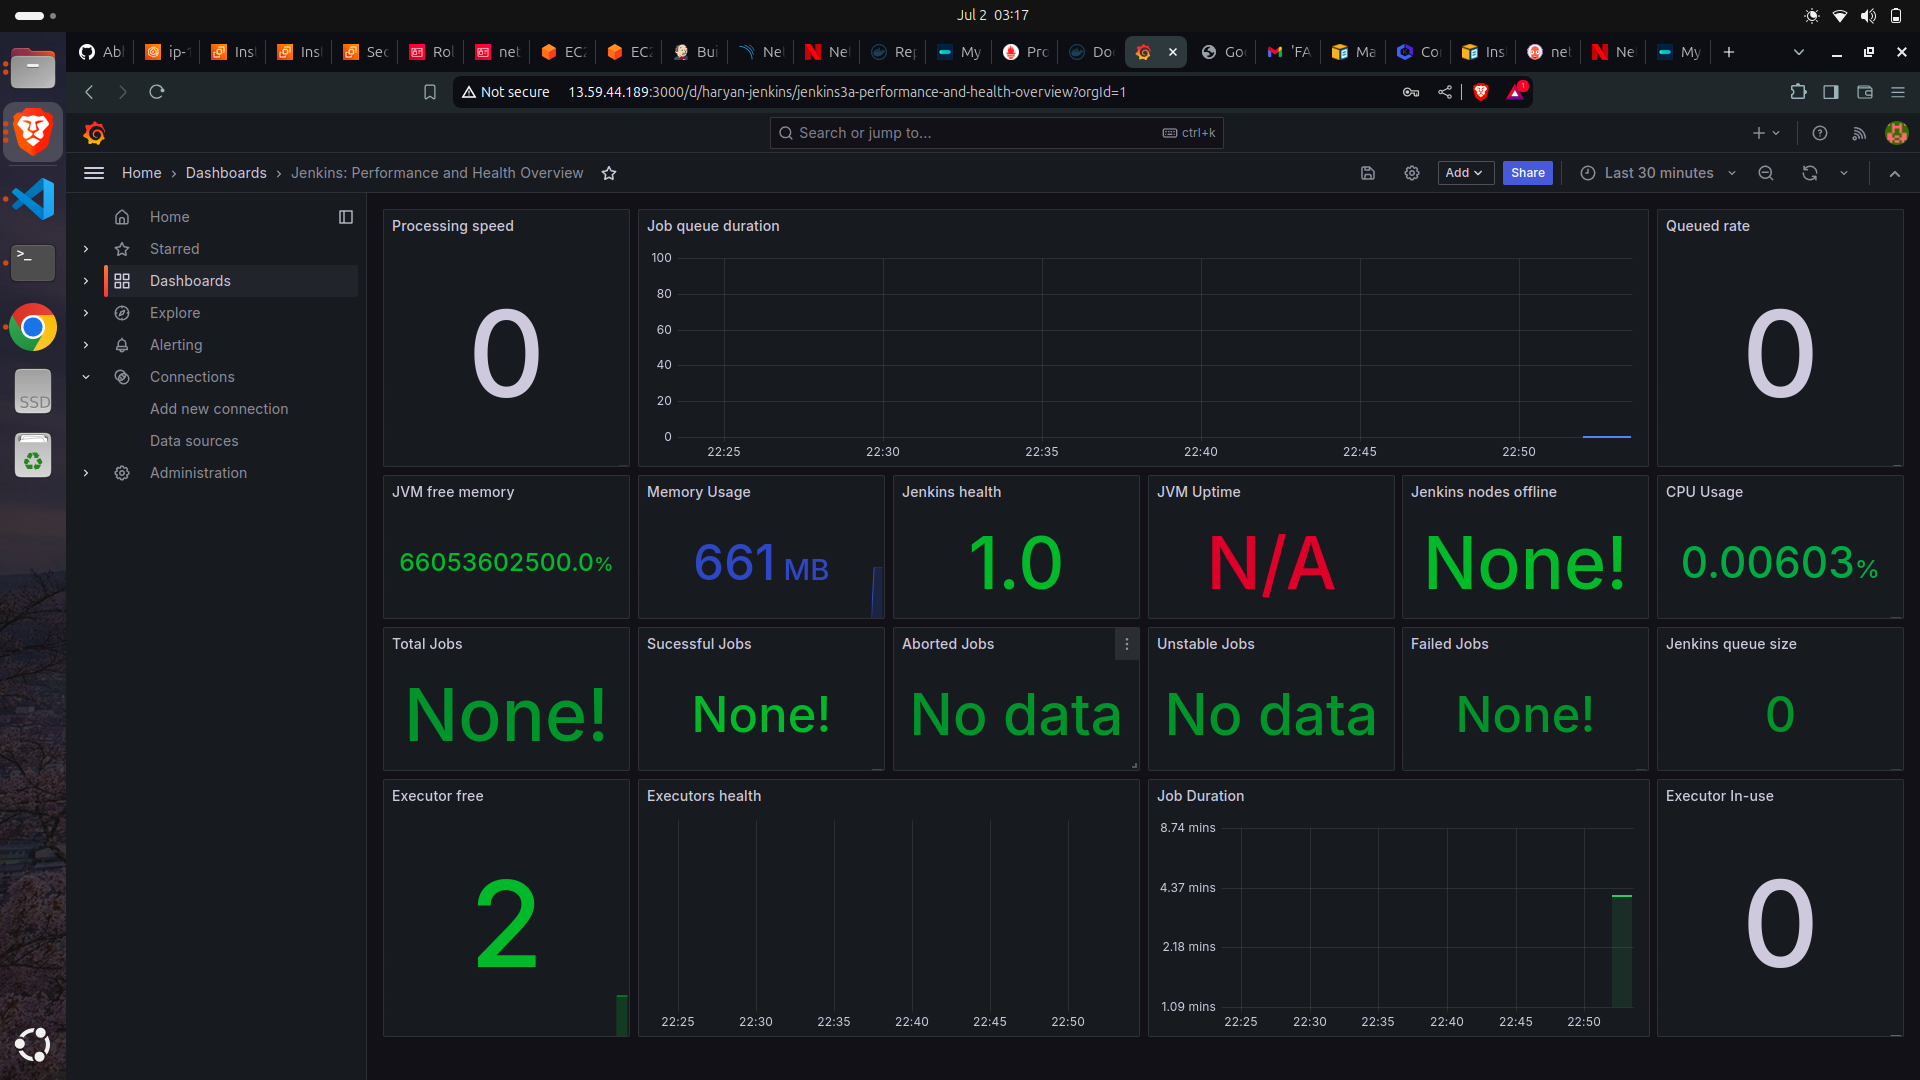 Jul 2 03:17
Ab
ip-
Ins
Ins
Sec
Rol
net
EC
EC
Bui
Ne
Ne
Rep
My
Pro
Do
Go
'FA
Ma
Co
Ins
net
Ne
My
Not secure
13.59.44.189:3000/d/haryan-jenkins/jenkins3a-performance-and-health-overview?orgId=1
1
Search or jump to...
ctrl+k
Home › Dashboards › Jenkins: Performance and Health Overview
Add
Share
Last 30 minutes
Home
Starred
Dashboards
Explore
Alerting
Connections
Add new connection
Data sources
Administration
SSD
Processing speed
0
Job queue duration
100
80
60
40
20
0
22:25 22:30 22:35 22:40 22:45 22:50
Queued rate
0
JVM free memory
66053602500.0%
Memory Usage
661 MB
Jenkins health
1.0
JVM Uptime
N/A
Jenkins nodes offline
None!
CPU Usage
0.00603%
Total Jobs
None!
Sucessful Jobs
None!
Aborted Jobs
No data
Unstable Jobs
No data
Failed Jobs
None!
Jenkins queue size
0
Executor free
2
Executors health
22:25 22:30 22:35 22:40 22:45 22:50
Job Duration
8.74 mins
4.37 mins
2.18 mins
1.09 mins
22:25 22:30 22:35 22:40 22:45 22:50
Executor In-use
0